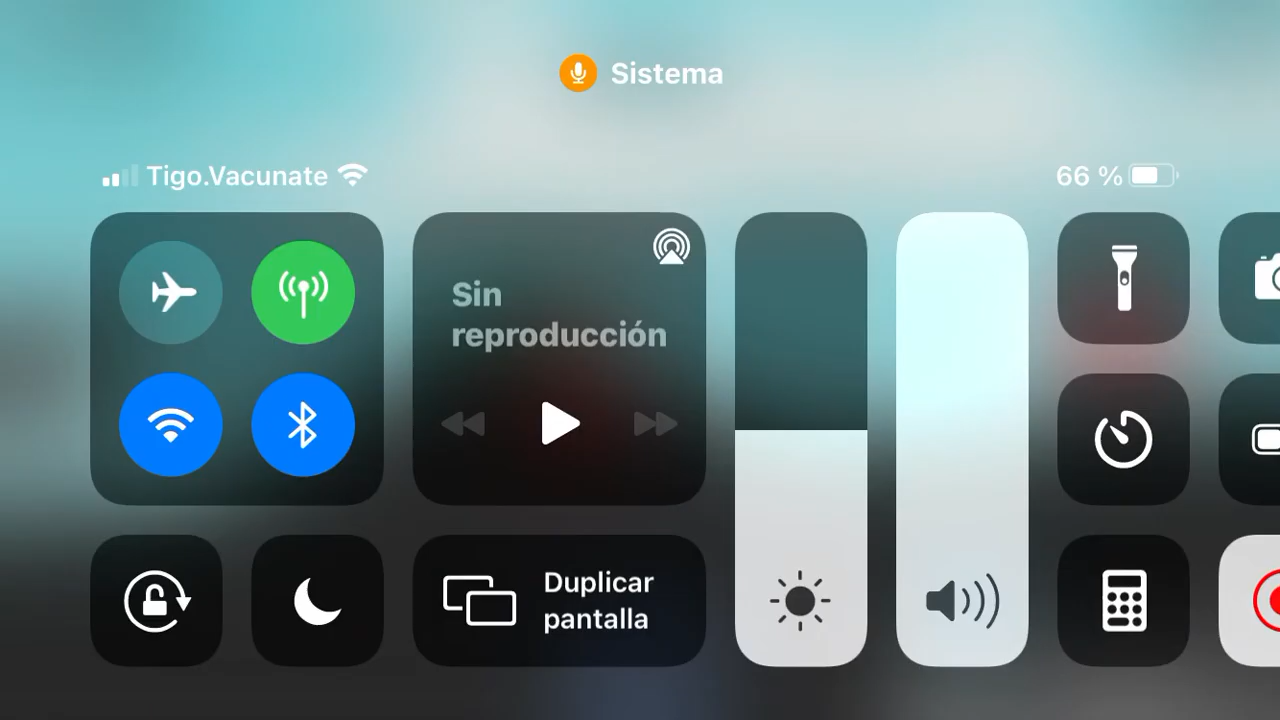 Sistema
Tigo.Vacunate
66 %
Sin
reproducción
Duplicar
pantalla